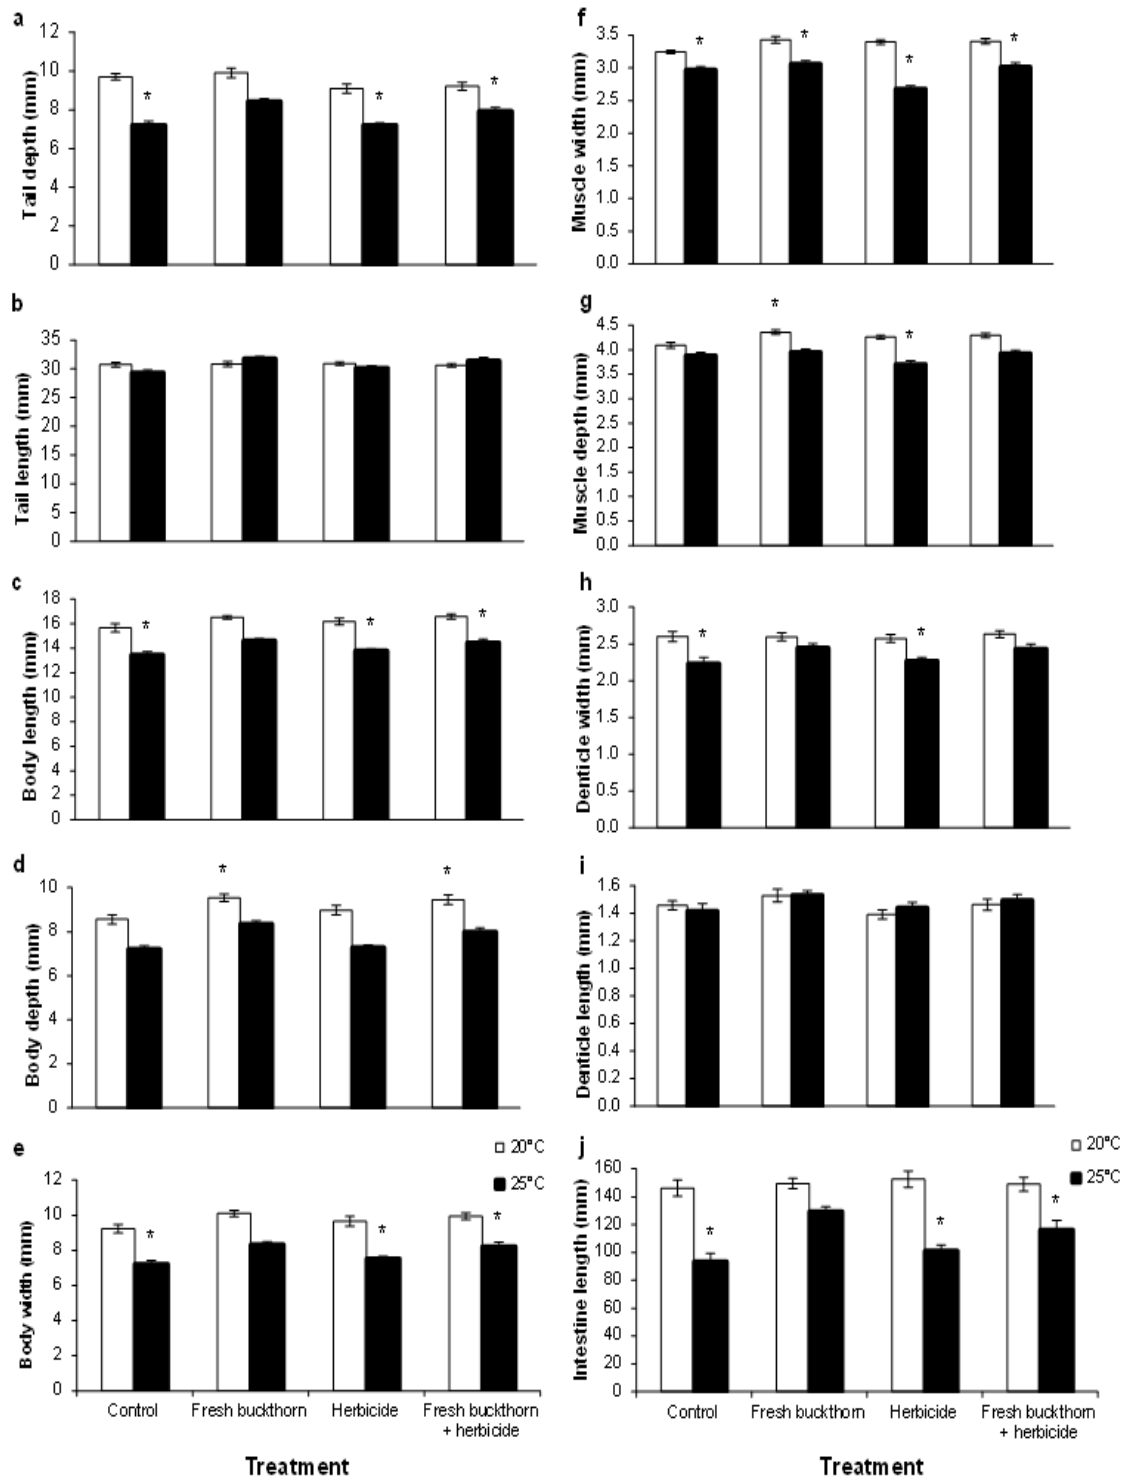 a
12
10
8
6
4
2
0
Tail depth (mm)
*
*
*
b
35
30
25
20
15
10
5
0
Tail length (mm)
c
18
16
14
12
10
8
6
4
2
0
Body length (mm)
*
*
*
d
10
8
6
4
2
0
Body depth (mm)
*
*
e
12
10
8
6
4
2
0
Body width (mm)
*
*
*
20°C
25°C
Control
Fresh buckthorn
Herbicide
Fresh buckthorn
+ herbicide
Treatment
f
3.5
3.0
2.5
2.0
1.5
1.0
0.5
0.0
Muscle width (mm)
*
*
*
*
g
4.5
4.0
3.5
3.0
2.5
2.0
1.5
1.0
0.5
0.0
Muscle depth (mm)
*
*
h
3.0
2.5
2.0
1.5
1.0
0.5
0.0
Denticle width (mm)
*
*
i
1.6
1.4
1.2
1.0
0.8
0.6
0.4
0.2
0.0
Denticle length (mm)
j
160
140
120
100
80
60
40
20
0
Intestine length (mm)
*
*
*
20°C
25°C
Control
Fresh buckthorn
Herbicide
Fresh buckthorn
+ herbicide
Treatment